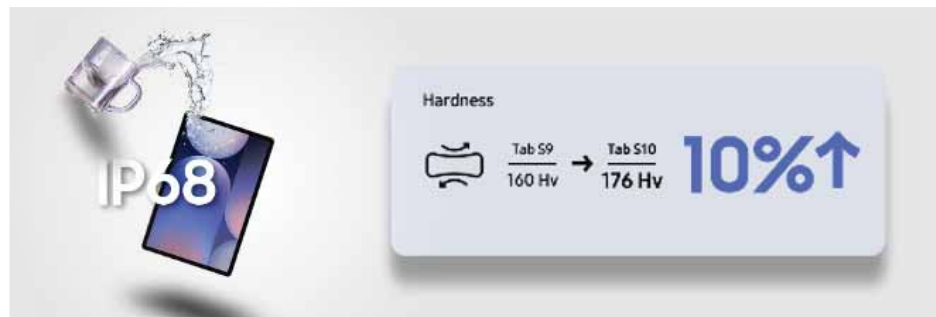 IP68
Hardness
Tab S9
160 Hv
→
Tab S10
176 Hv
10%↑